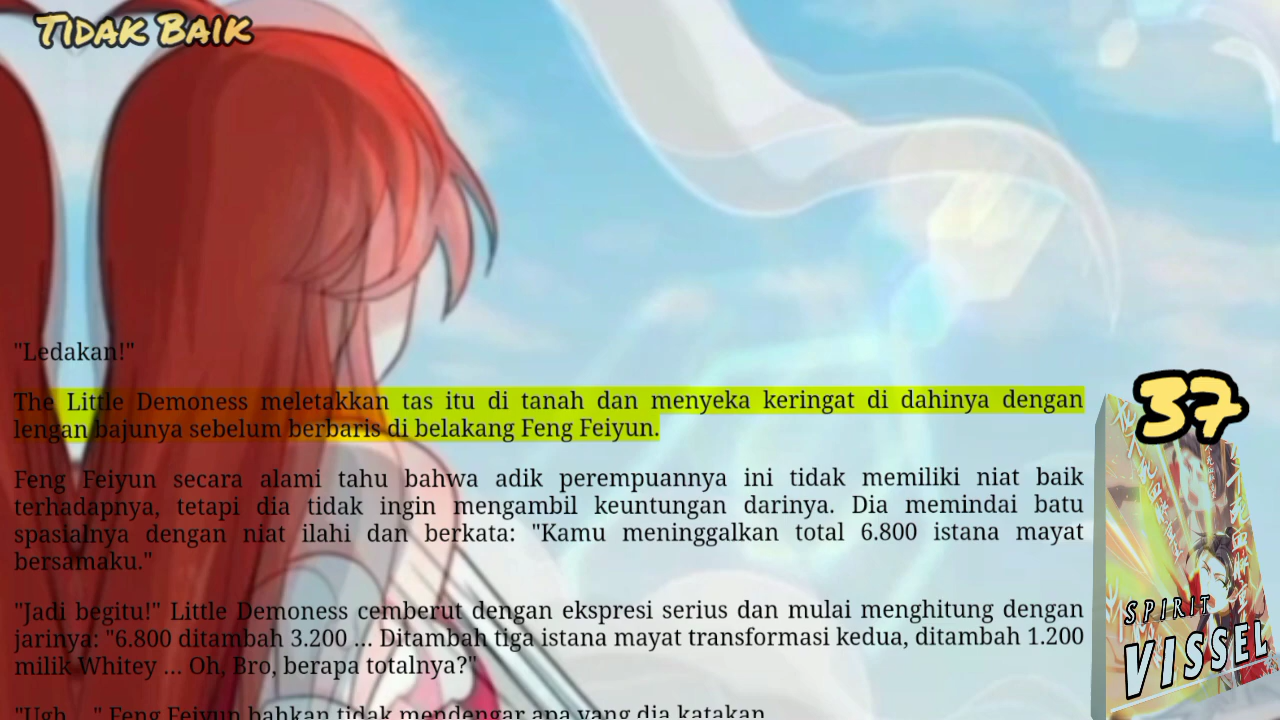 Tidak Baik
"Ledakan!"
The Little Demoness meletakkan tas itu di tanah dan menyeka keringat di dahinya dengan
lengan bajunya sebelum berbaris di belakang Feng Feiyun.
Feng Feiyun secara alami tahu bahwa adik perempuannya ini tidak memiliki niat baik
terhadapnya, tetapi dia tidak ingin mengambil keuntungan darinya. Dia memindai batu
spasialnya dengan niat ilahi dan berkata: "Kamu meninggalkan total 6.800 istana mayat
bersamaku."
"Jadi begitu!" Little Demoness cemberut dengan ekspresi serius dan mulai menghitung dengan
jarinya: "6.800 ditambah 3.200 ... Ditambah tiga istana mayat transformasi kedua, ditambah 1.200
milik Whitey ... Oh, Bro, berapa totalnya?"
"Ugh ..." Feng Feiyun bahkan tidak mendengar apa yang dia katakan.
37
SPIRIT
VISSEL